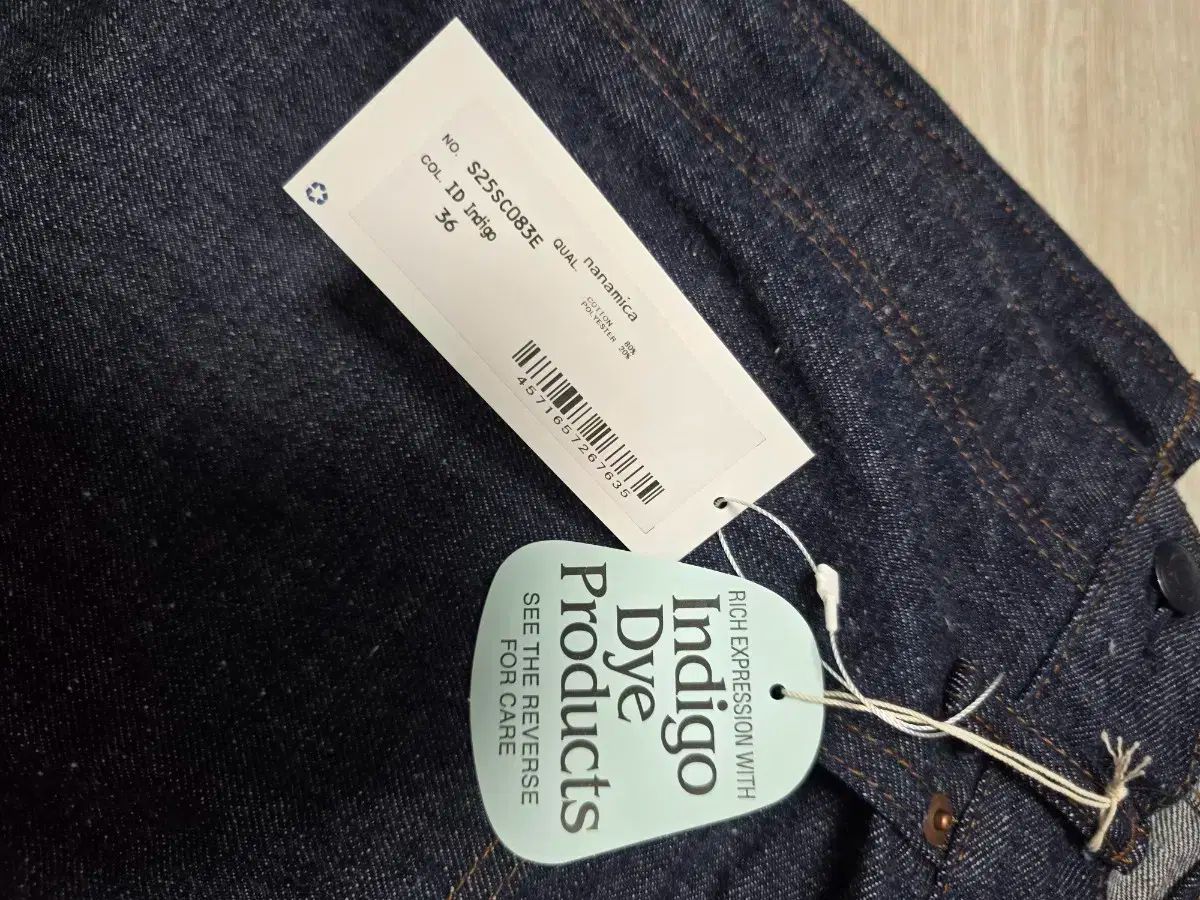 NO. S25SC083E
COL ID Indigo
36
QUAL nanamica
COTTON 80%
POLYESTER 20%
4571657267635
RICH EXPRESSION WITH
Indigo
Dye
Products
SEE THE REVERSE
FOR CARE